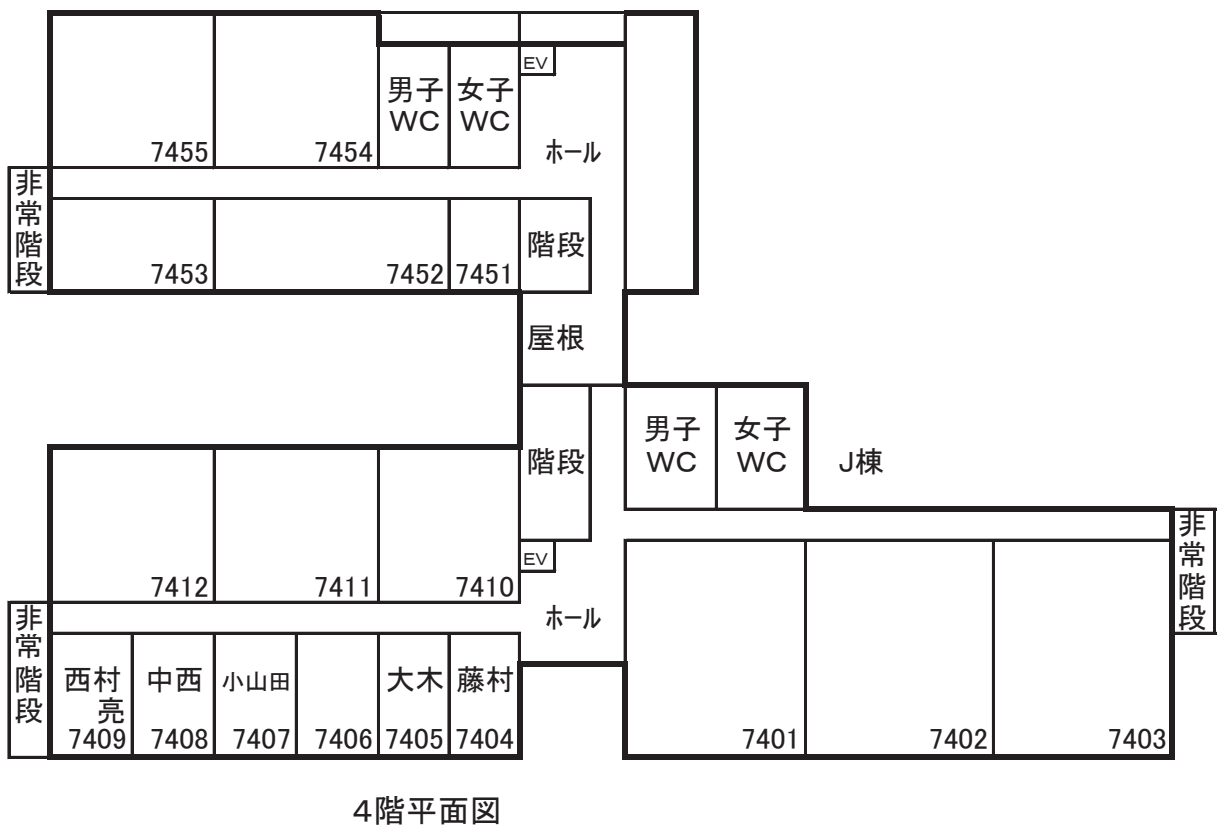 EV
男子
WC
女子
WC
ホール
7455
7454
非常階段
7453
7452
7451
階段
屋根
階段
男子
WC
女子
WC
J棟
非常階段
EV
7412
7411
7410
ホール
非常階段
西村
亮
7409
中西
7408
小山田
7407
7406
大木
7405
藤村
7404
7401
7402
7403
4階平面図